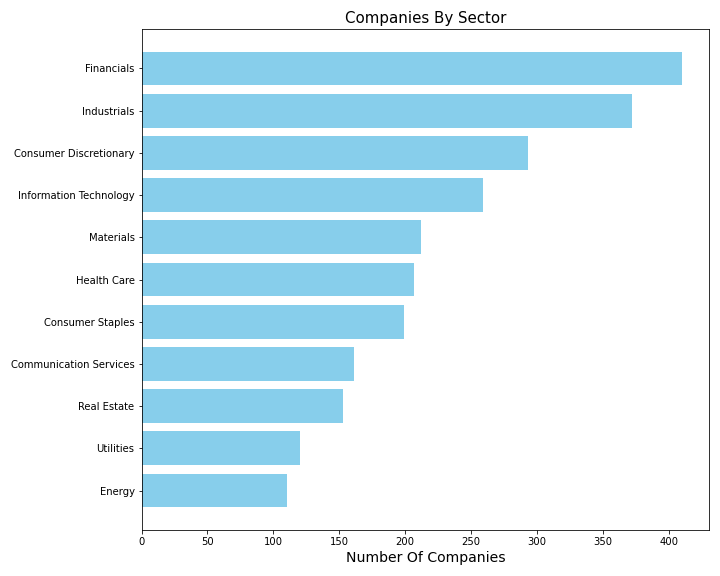 Companies By Sector
Financials
Industrials
Consumer Discretionary
Information Technology
Materials
Health Care
Consumer Staples
Communication Services
Real Estate
Utilities
Energy
0 50 100 150 200 250 300 350 400
Number Of Companies